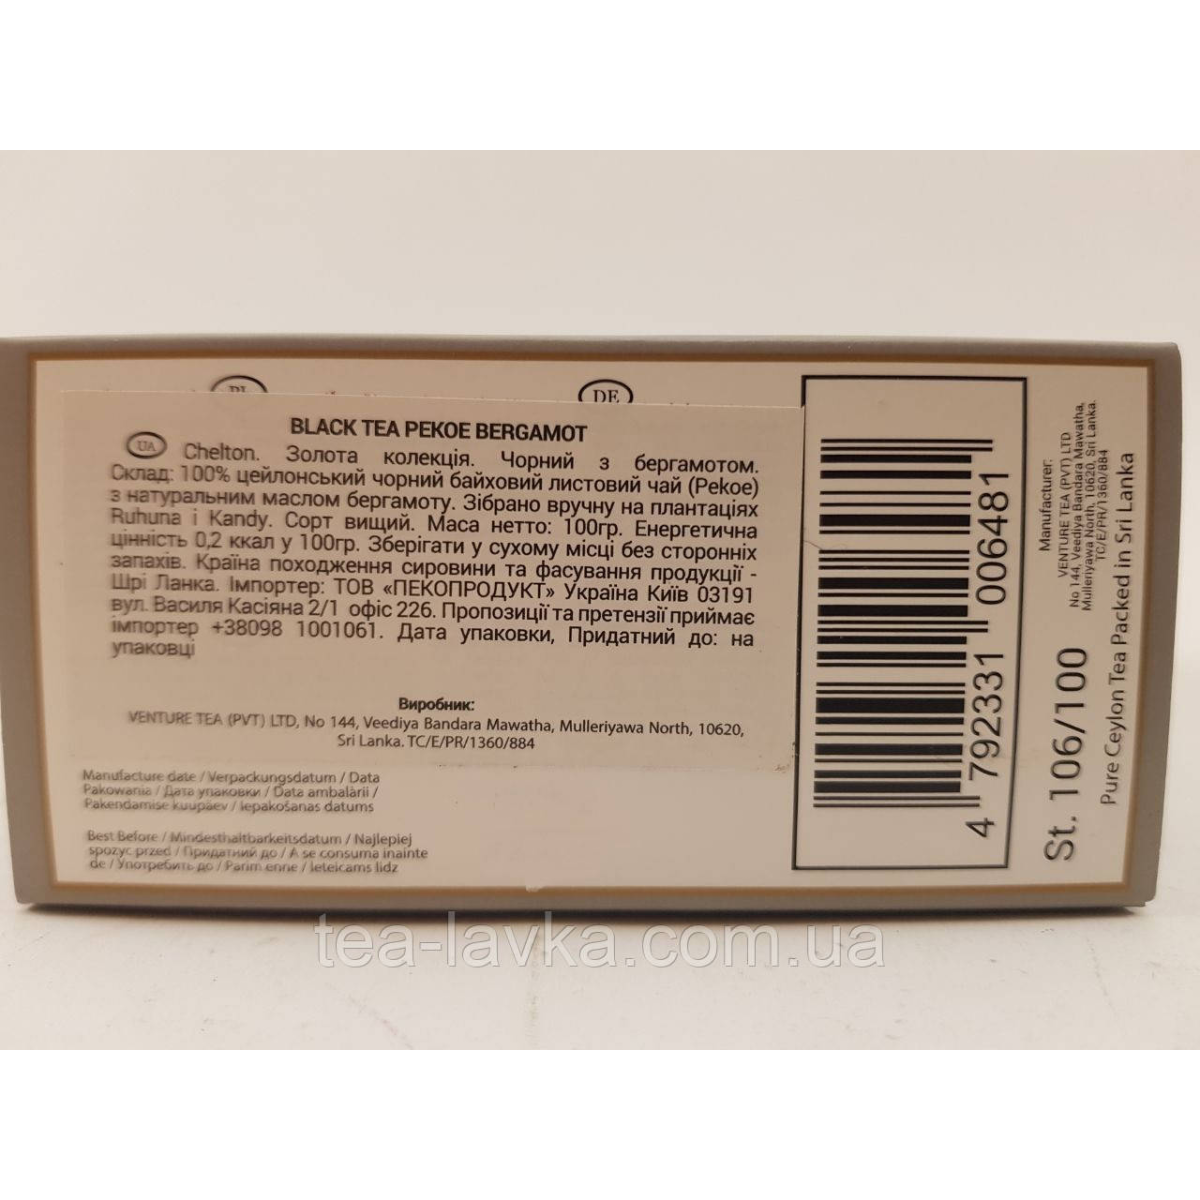 DE
BLACK TEA PEKOE BERGAMOT
UA
Chelton. Золота колекція. Чорний з бергамотом.
Склад: 100% цейлонський чорний байховий листовий чай (Pekoe)
з натуральним маслом бергамоту. Зібрано вручну на плантаціях
Ruhuna і Kandy. Сорт вищий. Маса нетто: 100гр. Енергетична
цінність 0,2 ккал у 100гр. Зберігати у сухому місці без сторонніх
запахів. Країна походження сировини та фасування продукції -
Шрі Ланка. Імпортер: ТОВ «ПЕКОПРОДУКТ» Україна Київ 03191
вул. Василя Касіяна 2/1 офіс 226. Пропозиції та претензії приймає
імпортер +38098 1001061. Дата упаковки, Придатний до: на
упаковці
Виробник:
VENTURE TEA (PVT) LTD, No 144, Veediya Bandara Mawatha, Mulleriyawa North, 10620,
Sri Lanka. TC/E/PR/1360/884
Manufacture date / Verpackungsdatum / Data
Pakowania / Дата упаковки / Data ambalării /
Pakendamise kuupäev / Iepakošanas datums
Best Before / Mindesthaltbarkeitsdatum / Najlepiej
spozyc przed / Придатний до / A se consuma inainte
de / Употребить до / Parim enne / Ieteicams lidz
4 792331 006481
Manufacturer:
VENTURE TEA (PVT) LTD
No 144, Veediya Bandara Mawatha,
Mulleriyawa North, 10620, Sri Lanka.
TC/E/PR/1360/884
St. 106/100
Pure Ceylon Tea Packed in Sri Lanka
tea-lavka.com.ua